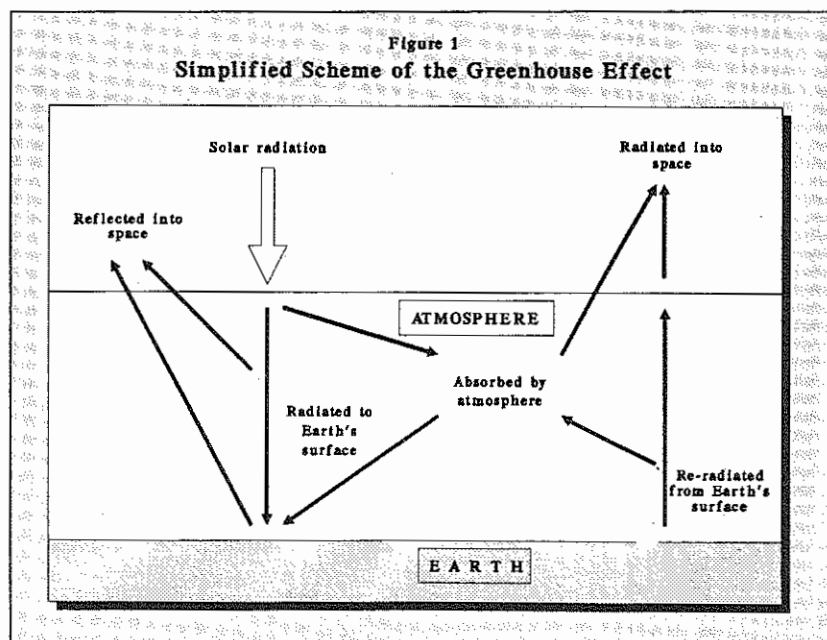 Figure 1
Simplified Scheme of the Greenhouse Effect
Solar radiation
Radiated into
space
Reflected into
space
ATMOSPHERE
Absorbed by
atmosphere
Radiated to
Earth's
surface
Re-radiated
from Earth's
surface
EARTH